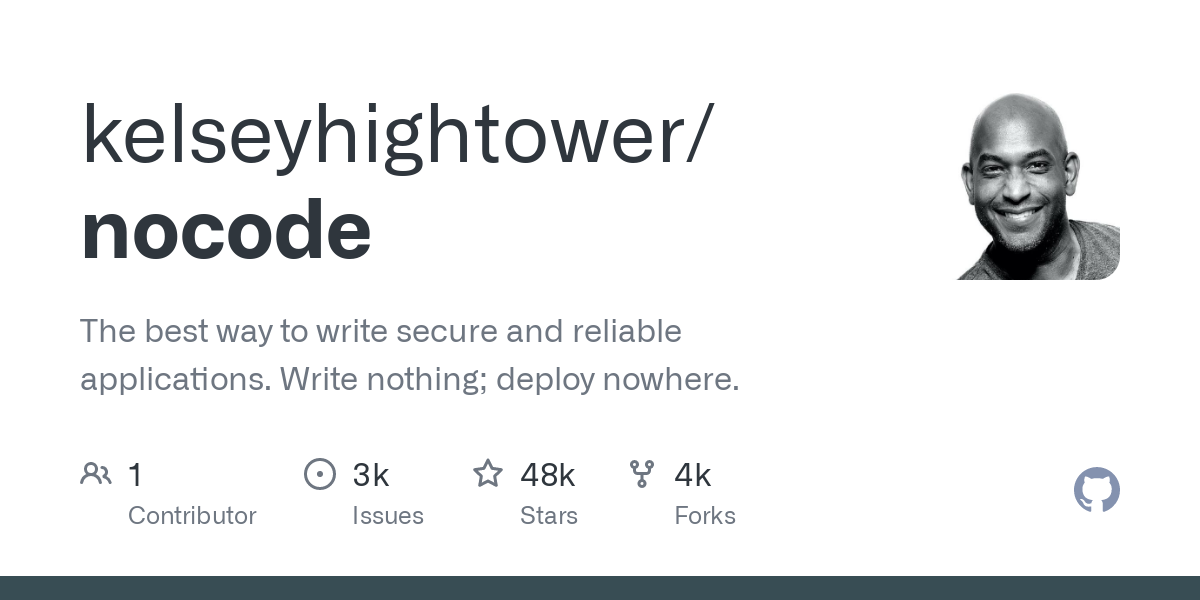 kelseyhightower/
nocode
The best way to write secure and reliable
applications. Write nothing; deploy nowhere.
1 3k 48k 4k
Contributor Issues Stars Forks